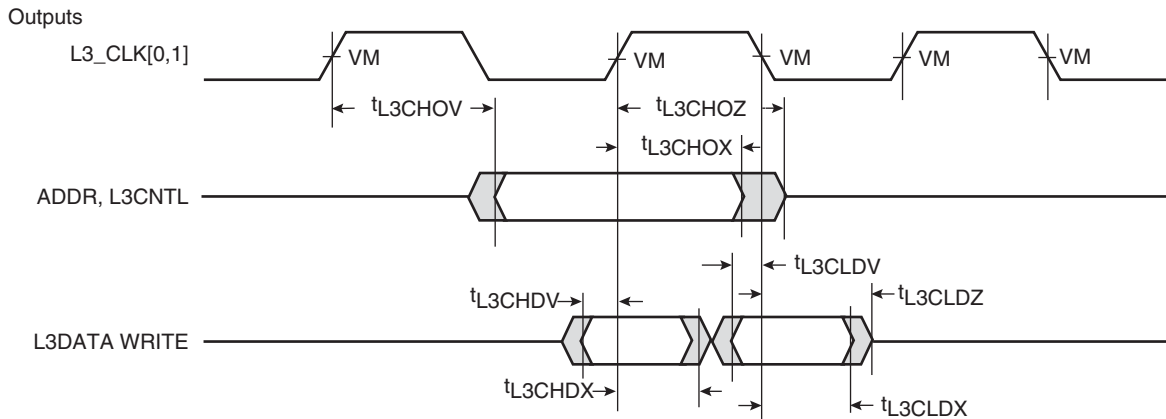 Outputs
L3_CLK[0,1]
VM VM VM VM VM
tL3CHOV
tL3CHOZ
tL3CHOX
ADDR, L3CNTL
tL3CLDV
tL3CHDV
tL3CLDZ
L3DATA WRITE
tL3CHDX
tL3CLDX